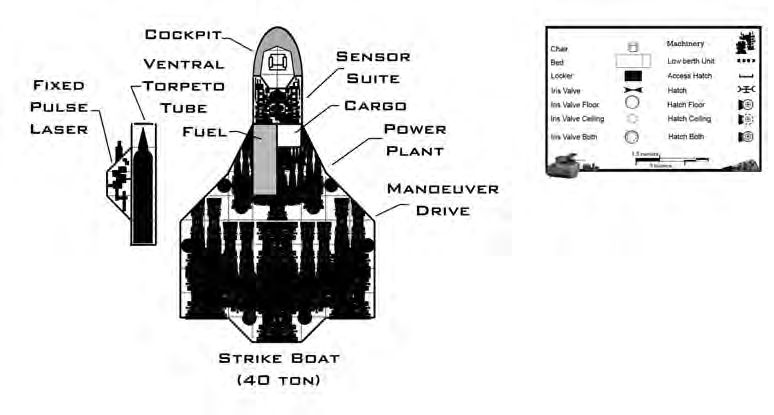 Cockpit
Sensor
Suite
Ventral
Torpeto
Tube
Fixed
Pulse
Laser
Cargo
Fuel
Power
Plant
Manoeuver
Drive
Strike Boat
(40 ton)
Chair
Machinery
Bed
Low berth Unit
Locker
Access Hatch
Iris Valve
Hatch
Iris Valve Floor
Hatch Floor
Iris Valve Ceiling
Hatch Ceiling
Iris Valve Both
Hatch Both
1.5 meters